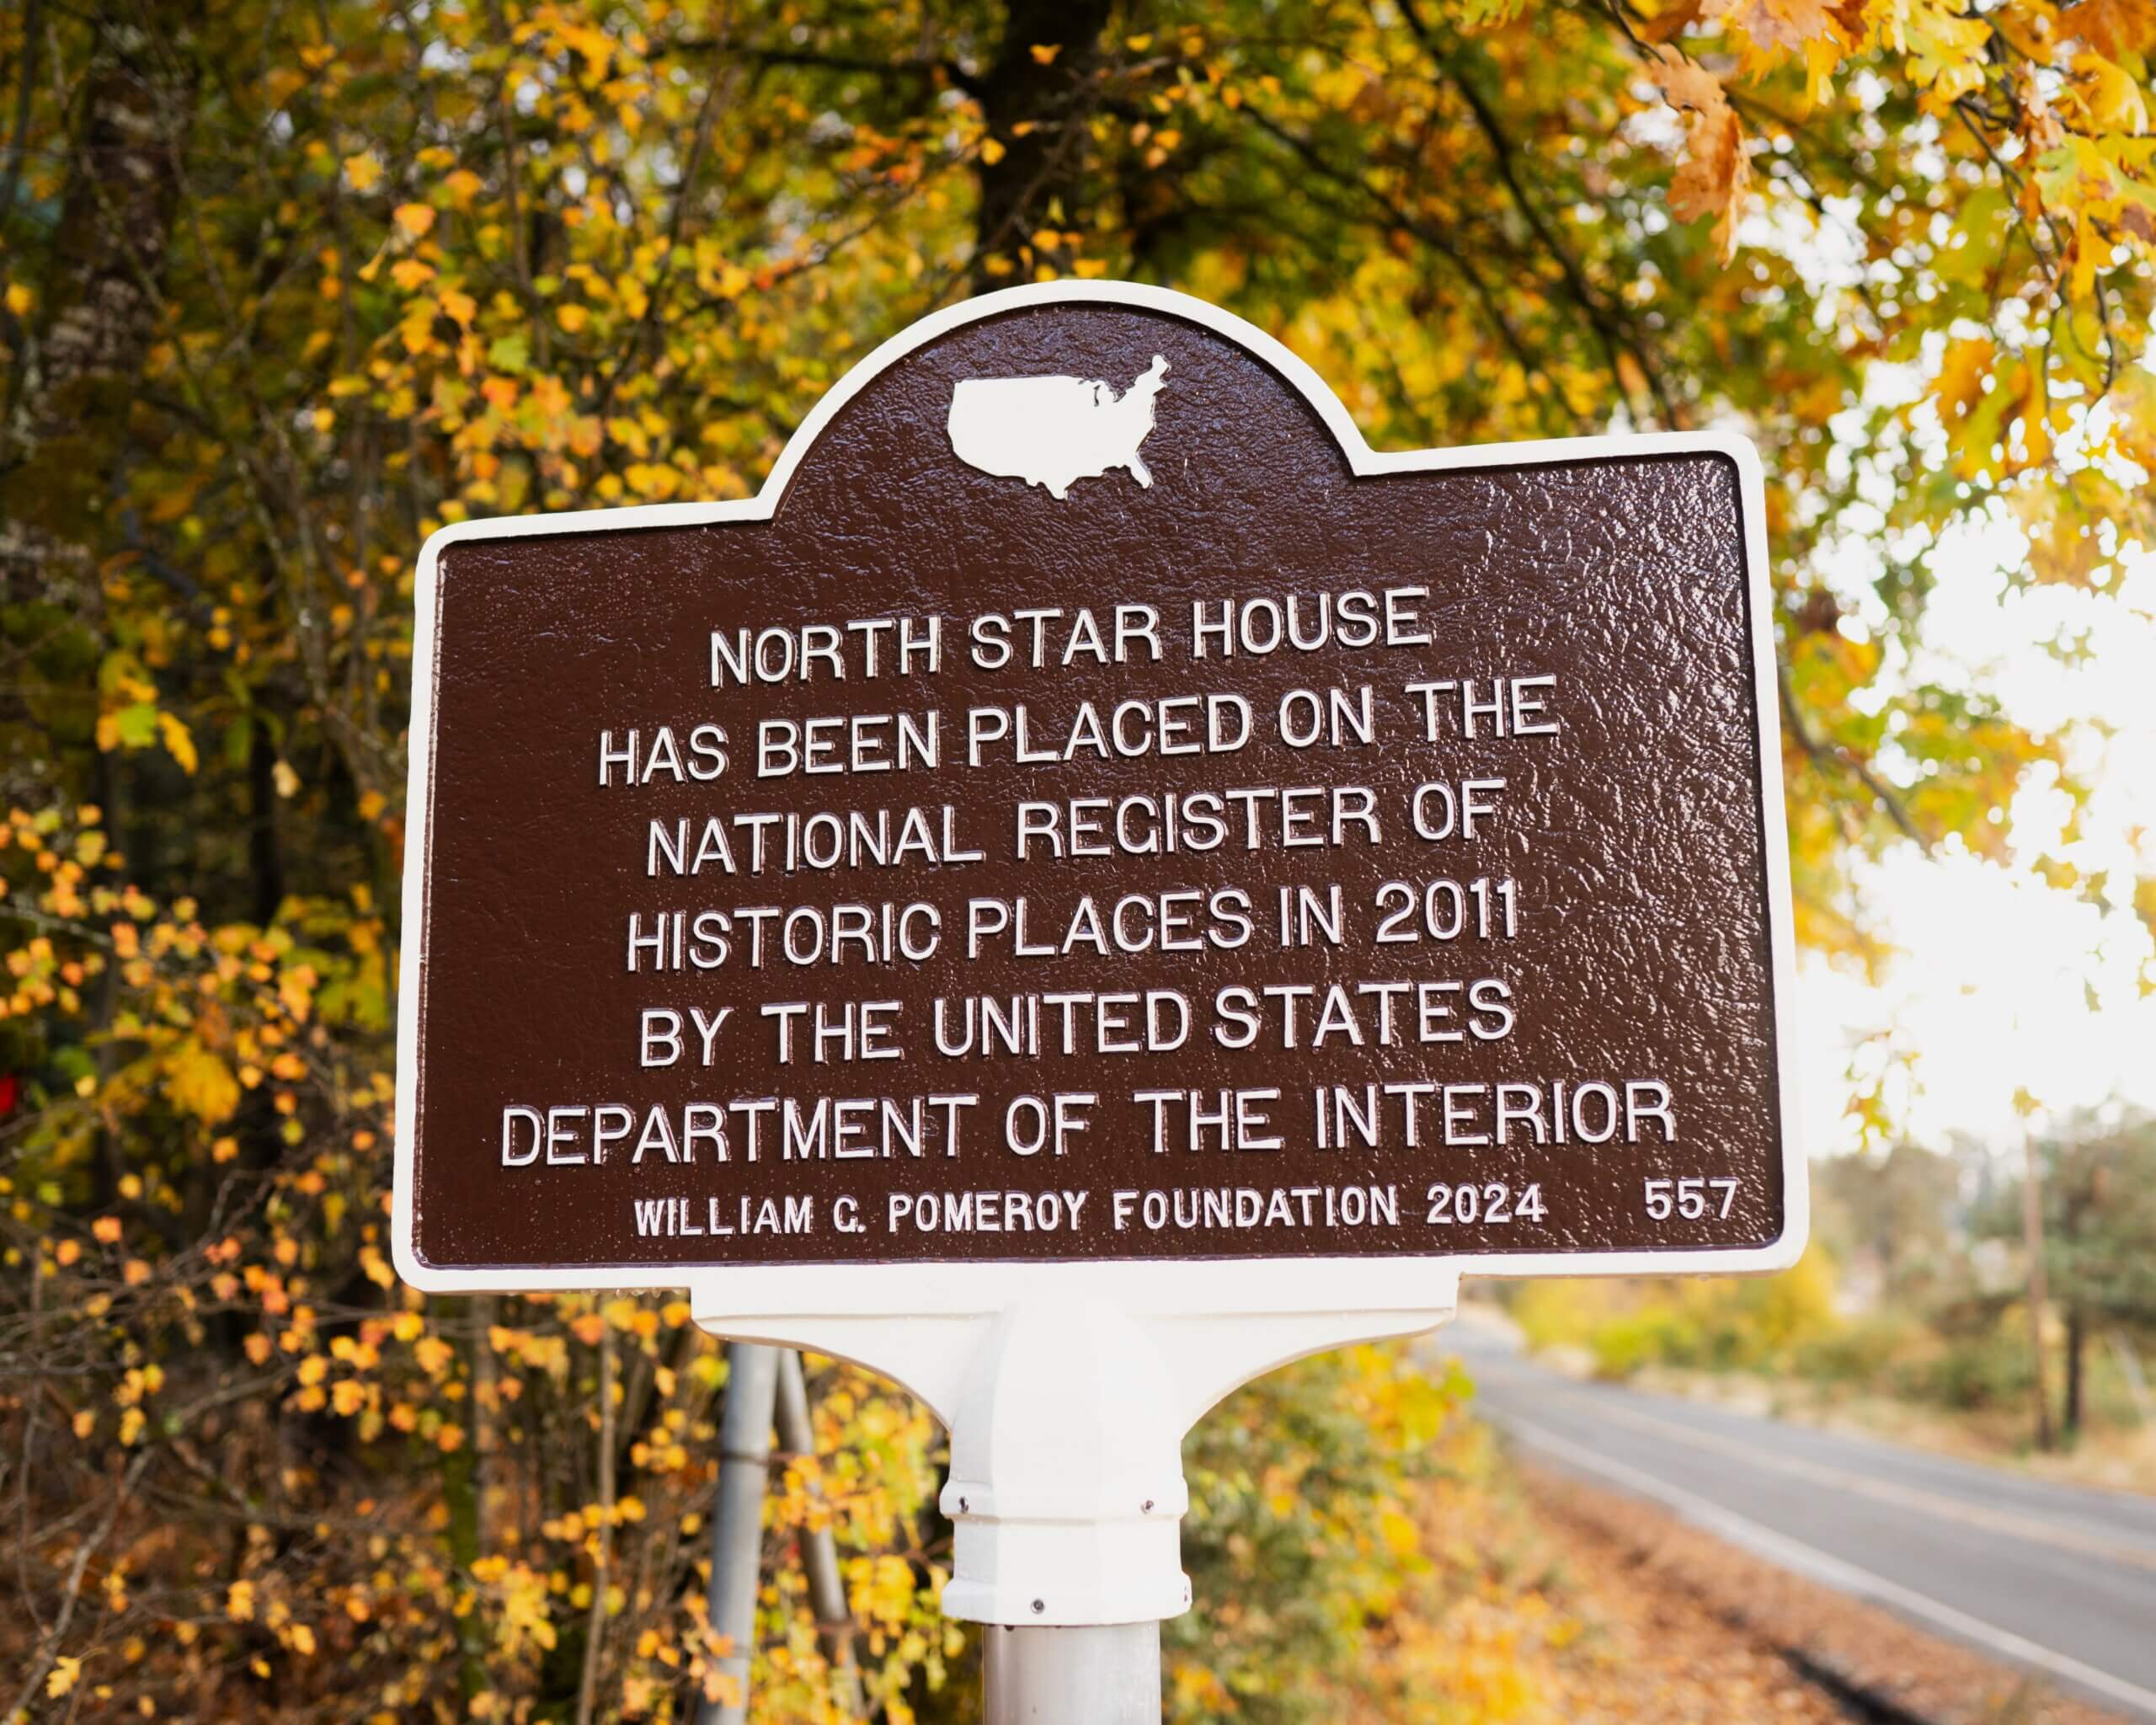 NORTH STAR HOUSE
HAS BEEN PLACED ON THE
NATIONAL REGISTER OF
HISTORIC PLACES IN 2011
BY THE UNITED STATES
DEPARTMENT OF THE INTERIOR
WILLIAM G. POMEROY FOUNDATION 2024 557